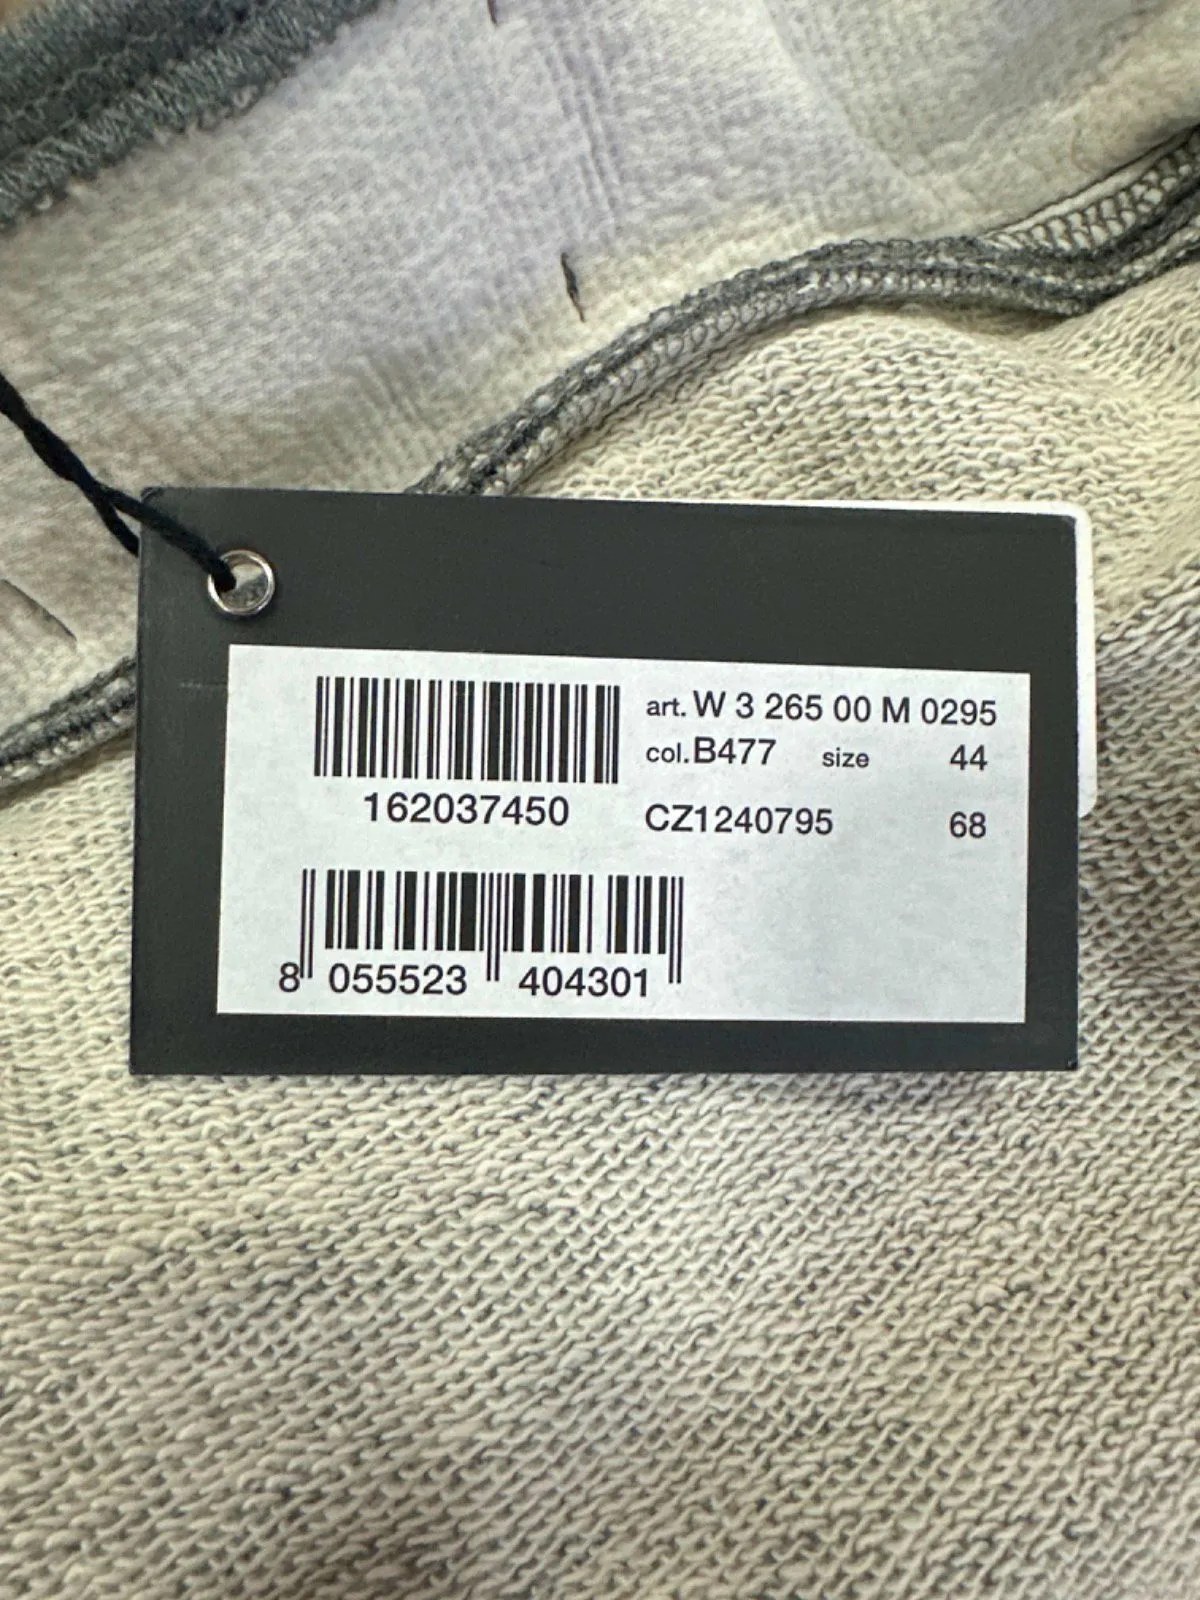 art. W 3 265 00 M 0295
col. B477 size 44
162037450
CZ1240795 68
8 055523 404301